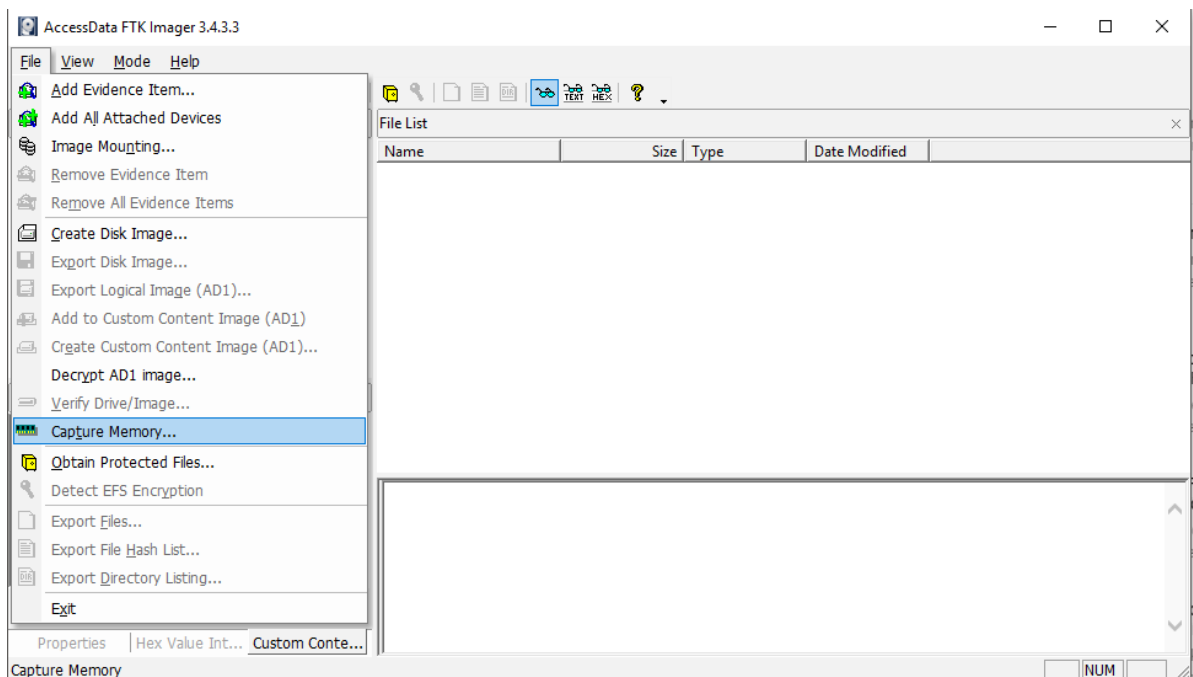 AccessData FTK Imager 3.4.3.3
File View Mode Help
Add Evidence Item...
Add All Attached Devices
Image Mounting...
Remove Evidence Item
Remove All Evidence Items
Create Disk Image...
Export Disk Image...
Export Logical Image (AD1)...
Add to Custom Content Image (AD1)
Create Custom Content Image (AD1)...
Decrypt AD1 image...
Verify Drive/Image...
Capture Memory...
Obtain Protected Files...
Detect EFS Encryption
Export Files...
Export File Hash List...
Export Directory Listing...
Exit
TEXT HEX
File List
Name Size Type Date Modified
Properties Hex Value Int... Custom Conte...
Capture Memory NUM